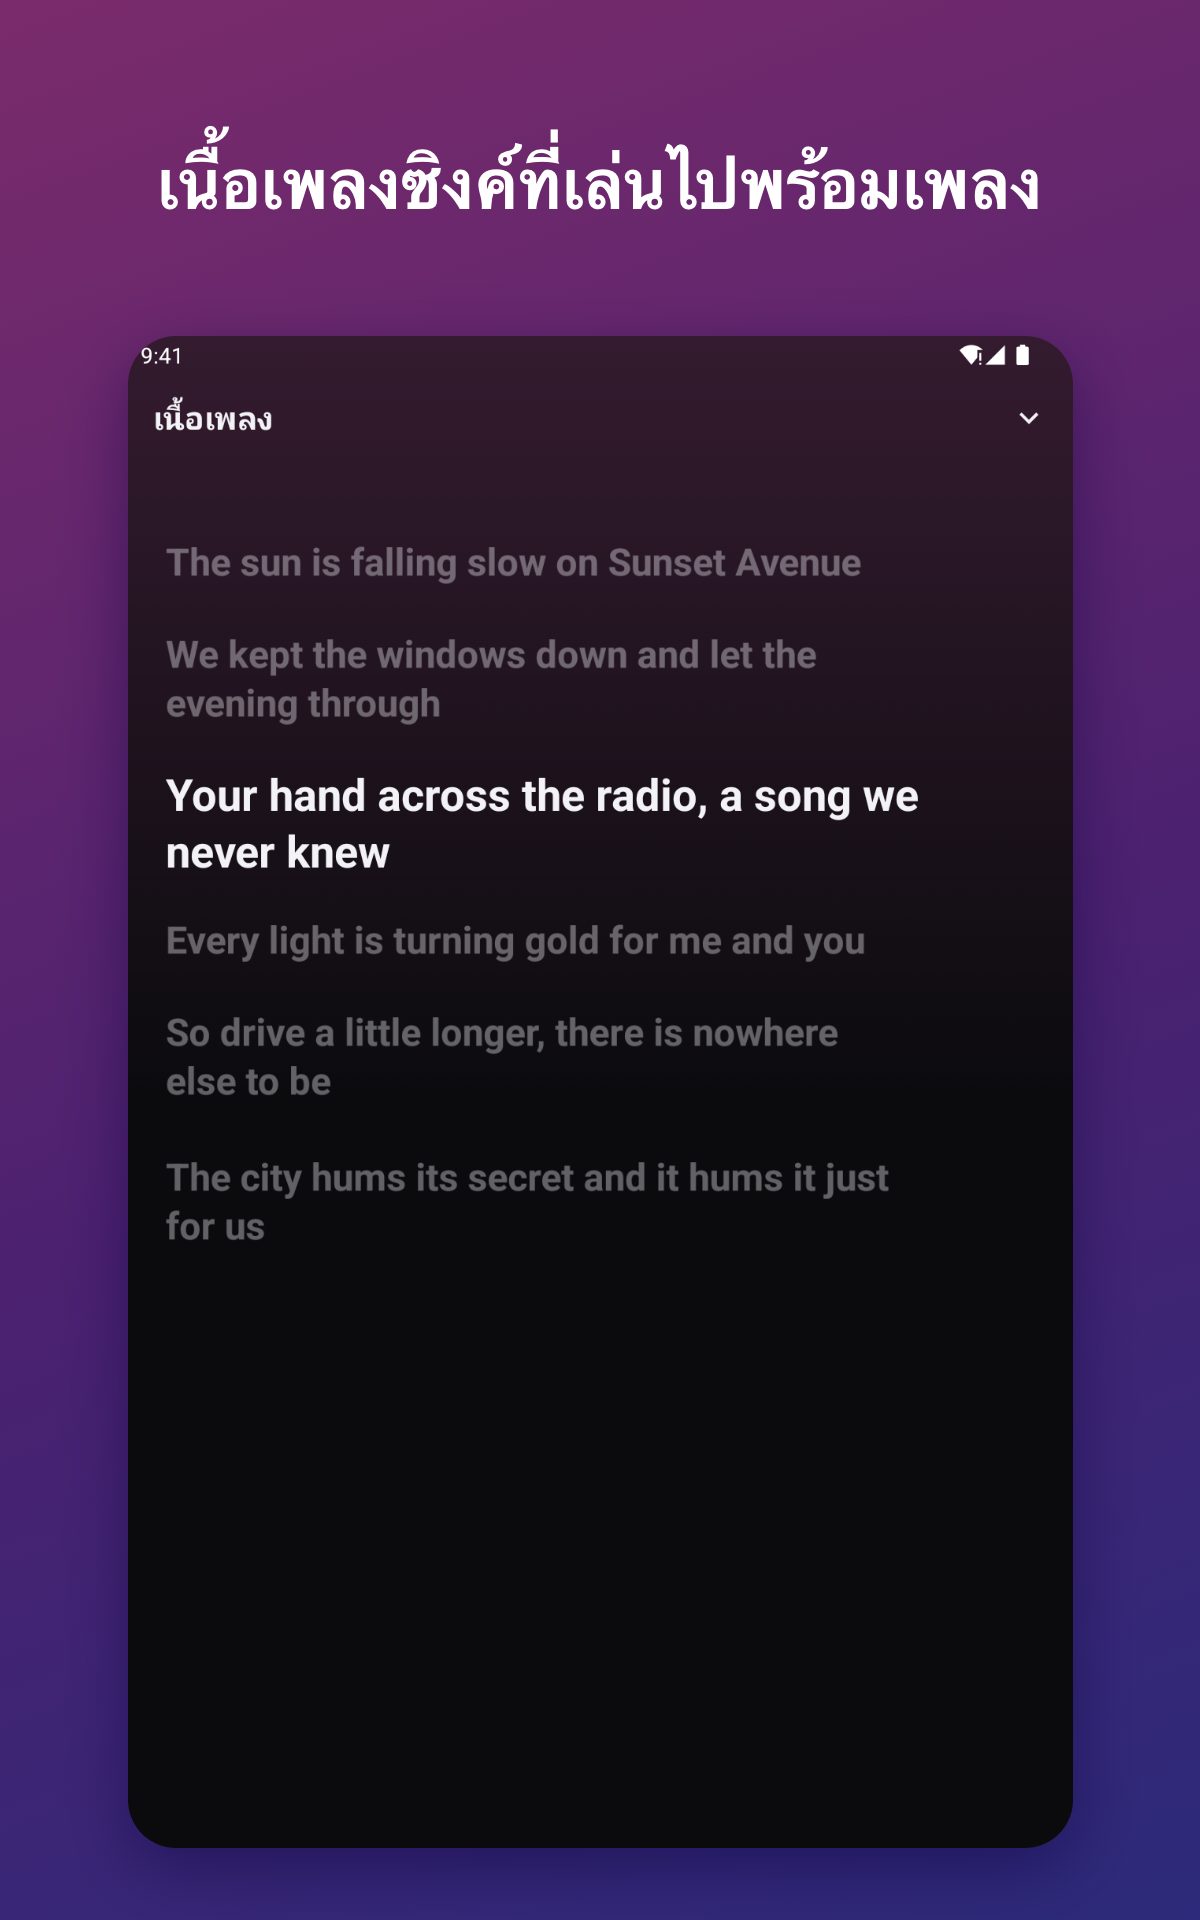 เนื้อเพลงซิงค์ที่เล่นไปพร้อมเพลง
9:41
เนื้อเพลง
The sun is falling slow on Sunset Avenue
We kept the windows down and let the
evening through
Your hand across the radio, a song we
never knew
Every light is turning gold for me and you
So drive a little longer, there is nowhere
else to be
The city hums its secret and it hums it just
for us